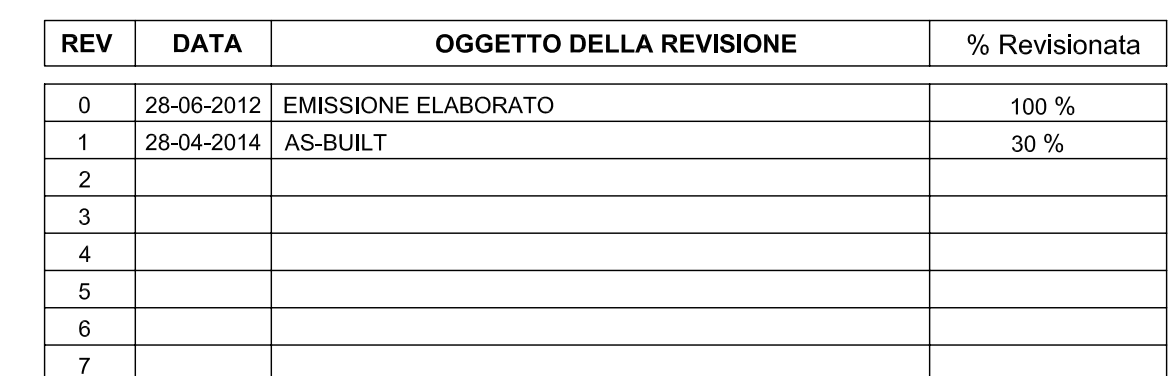 REV DATA OGGETTO DELLA REVISIONE % Revisionata
0 28-06-2012 EMISSIONE ELABORATO 100 %
1 28-04-2014 AS-BUILT 30 %
2
3
4
5
6
7